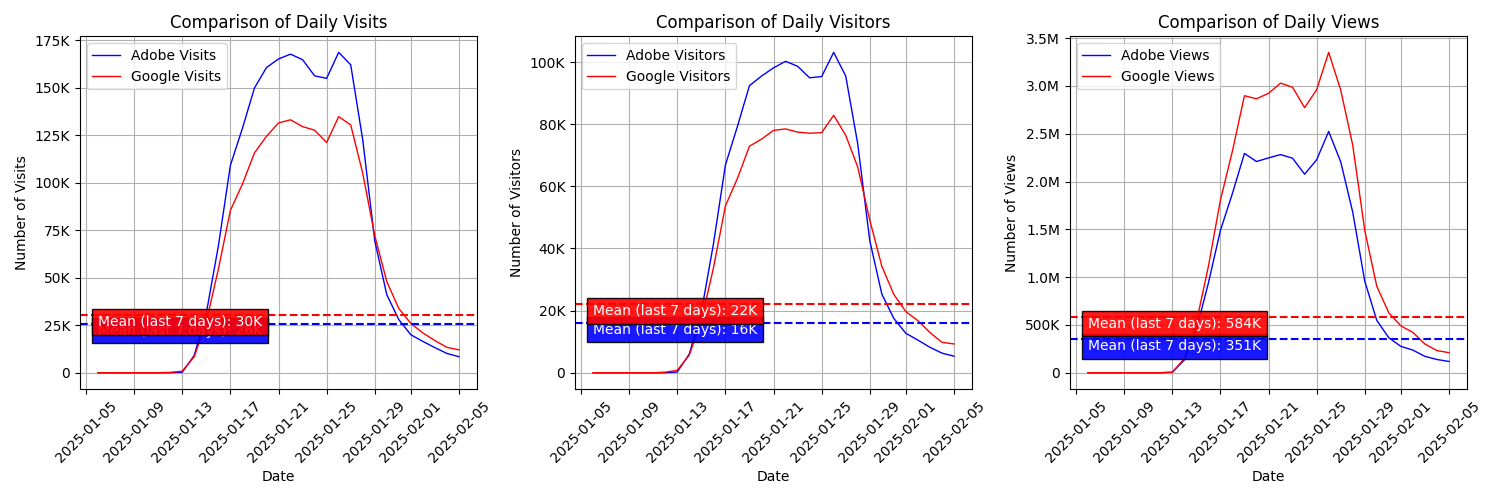 Comparison of Daily Visits
175K
150K
125K
100K
75K
50K
25K
0
Number of Visits
Adobe Visits
Google Visits
Mean (last 7 days): 30K
2025-01-05
2025-01-09
2025-01-13
2025-01-17
2025-01-21
2025-01-25
2025-01-29
2025-02-01
2025-02-05
Date
Comparison of Daily Visitors
100K
80K
60K
40K
20K
0
Number of Visitors
Adobe Visitors
Google Visitors
Mean (last 7 days): 22K
Mean (last 7 days): 16K
2025-01-05
2025-01-09
2025-01-13
2025-01-17
2025-01-21
2025-01-25
2025-01-29
2025-02-01
2025-02-05
Date
Comparison of Daily Views
3.5M
3.0M
2.5M
2.0M
1.5M
1.0M
500K
0
Number of Views
Adobe Views
Google Views
Mean (last 7 days): 584K
Mean (last 7 days): 351K
2025-01-05
2025-01-09
2025-01-13
2025-01-17
2025-01-21
2025-01-25
2025-01-29
2025-02-01
2025-02-05
Date